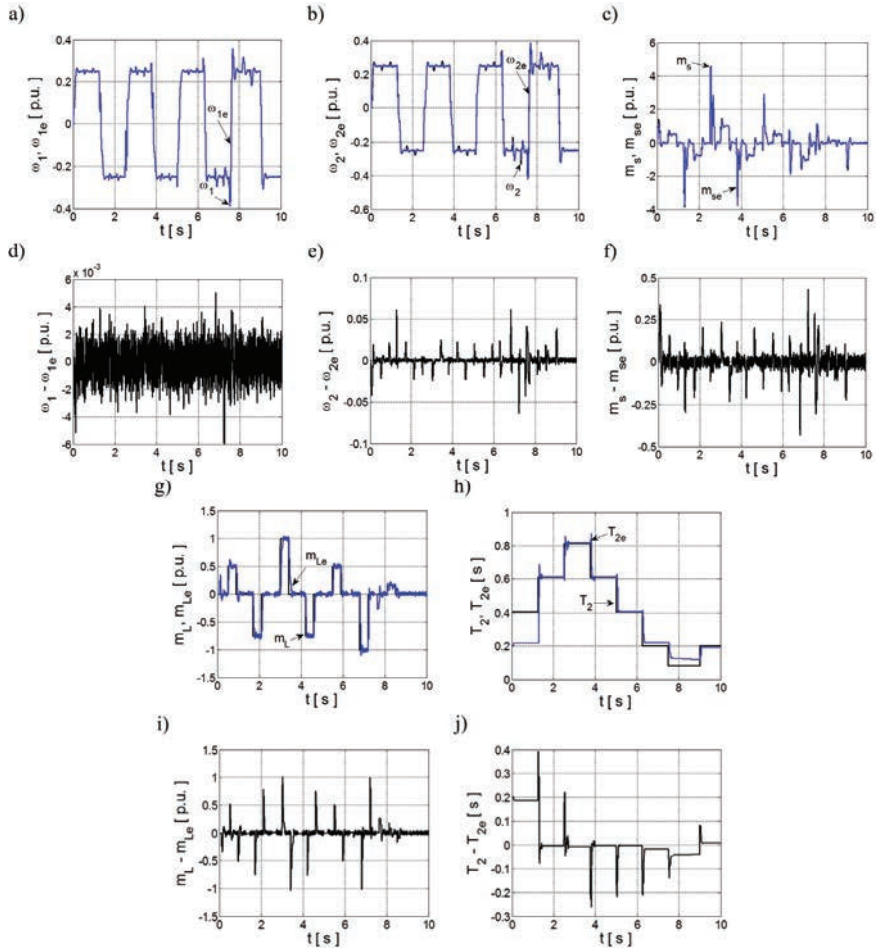 a)
0.4
0.2
0
-0.2
-0.4
ω1, ω1e [ p.u. ]
ω1e
ω1
0 2 4 6 8 10
t [ s ]
b)
0.4
0.2
0
-0.2
-0.4
-0.6
ω2, ω2e [ p.u. ]
ω2e
ω2
0 2 4 6 8 10
t [ s ]
c)
6
4
2
0
-2
-4
ms, mse [ p.u. ]
ms
mse
0 2 4 6 8 10
t [ s ]
d)
x 10-3
6
4
2
0
-2
-4
-6
ω1 - ω1e [ p.u. ]
0 2 4 6 8 10
t [ s ]
e)
0.1
0.05
0
-0.05
-0.1
ω2 - ω2e [ p.u. ]
0 2 4 6 8 10
t [ s ]
f)
0.5
0.25
0
-0.25
-0.5
ms - mse [ p.u. ]
0 2 4 6 8 10
t [ s ]
g)
1.5
1
0.5
0
-0.5
-1
-1.5
mL, mLe [ p.u. ]
mLe
mL
0 2 4 6 8 10
t [ s ]
h)
1
0.8
0.6
0.4
0.2
0
T2, T2e [ s ]
T2e
T2
0 2 4 6 8 10
t [ s ]
i)
1.5
1
0.5
0
-0.5
-1
-1.5
mL - mLe [ p.u. ]
0 2 4 6 8 10
t [ s ]
j)
0.4
0.3
0.2
0.1
0
-0.1
-0.2
-0.3
T2 - T2e [ s ]
0 2 4 6 8 10
t [ s ]